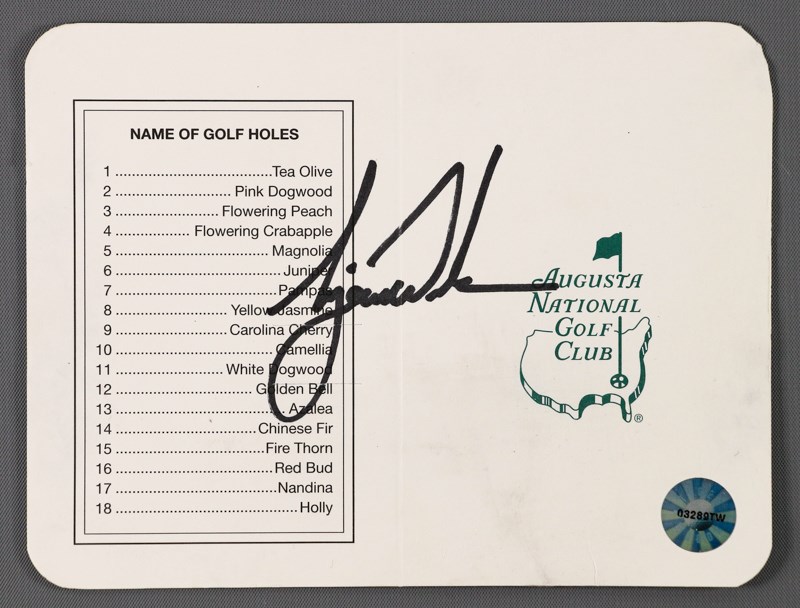 NAME OF GOLF HOLES
1 ........................................Tea Olive
2 ............................. Pink Dogwood
3 .......................... Flowering Peach
4 ................... Flowering Crabapple
5 ....................................... Magnolia
6 .......................................... Juniper
7 ......................................... Pampas
8 ............................. Yellow Jasmine
9 ............................ Carolina Cherry
10 ........................................ Camellia
11 ............................ White Dogwood
12 ................................... Golden Bell
13 ........................................... Azalea
14 ....................................Chinese Fir
15 .......................................Fire Thorn
16 ........................................Red Bud
17 .........................................Nandina
18 ..............................................Holly
AUGUSTA
NATIONAL
GOLF
CLUB
®
03289TW